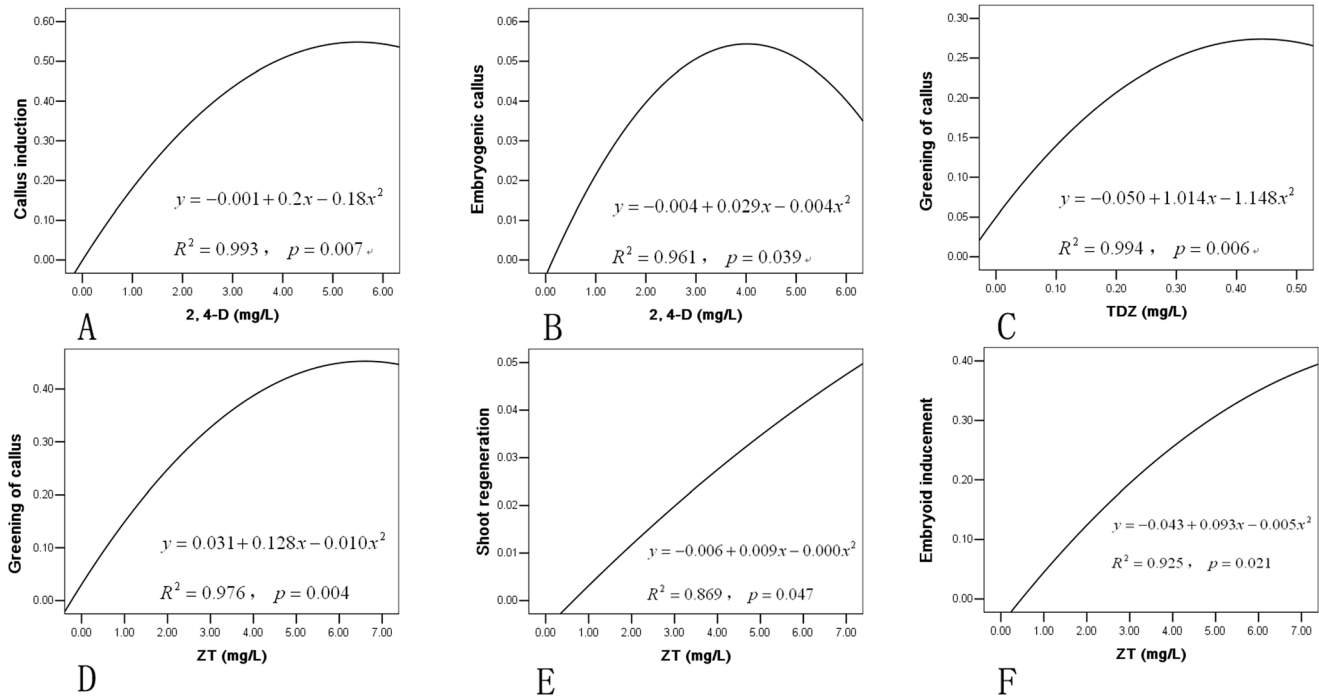 Callus induction
0.60
0.50
0.40
0.30
0.20
0.10
0.00
y = −0.001 + 0.2x − 0.18x²
R² = 0.993 , p = 0.007
0.00 1.00 2.00 3.00 4.00 5.00 6.00
2, 4-D (mg/L)
A
Embryogenic callus
0.06
0.05
0.04
0.03
0.02
0.01
0.00
y = −0.004 + 0.029x − 0.004x²
R² = 0.961 , p = 0.039
0.00 1.00 2.00 3.00 4.00 5.00 6.00
2, 4-D (mg/L)
B
Greening of callus
0.30
0.25
0.20
0.15
0.10
0.05
0.00
y = −0.050 + 1.014x − 1.148x²
R² = 0.994 , p = 0.006
0.00 0.10 0.20 0.30 0.40 0.50
TDZ (mg/L)
C
Greening of callus
0.40
0.30
0.20
0.10
0.00
y = 0.031 + 0.128x − 0.010x²
R² = 0.976 , p = 0.004
0.00 1.00 2.00 3.00 4.00 5.00 6.00 7.00
ZT (mg/L)
D
Shoot regeneration
0.05
0.04
0.03
0.02
0.01
0.00
y = −0.006 + 0.009x − 0.000x²
R² = 0.869 , p = 0.047
0.00 1.00 2.00 3.00 4.00 5.00 6.00 7.00
ZT (mg/L)
E
Embryoid inducement
0.40
0.30
0.20
0.10
0.00
y = −0.043 + 0.093x − 0.005x²
R² = 0.925 , p = 0.021
0.00 1.00 2.00 3.00 4.00 5.00 6.00 7.00
ZT (mg/L)
F